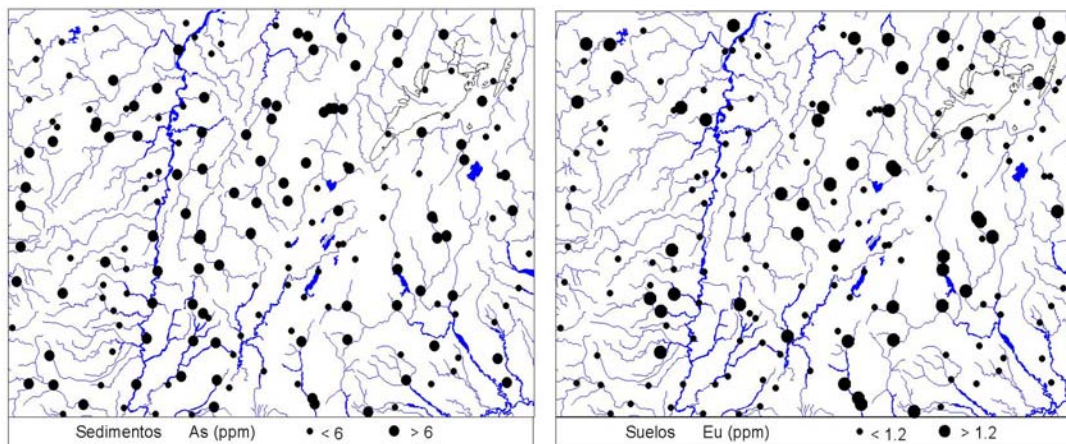 Sedimentos As (ppm) < 6 > 6
Suelos Eu (ppm) < 1.2 > 1.2